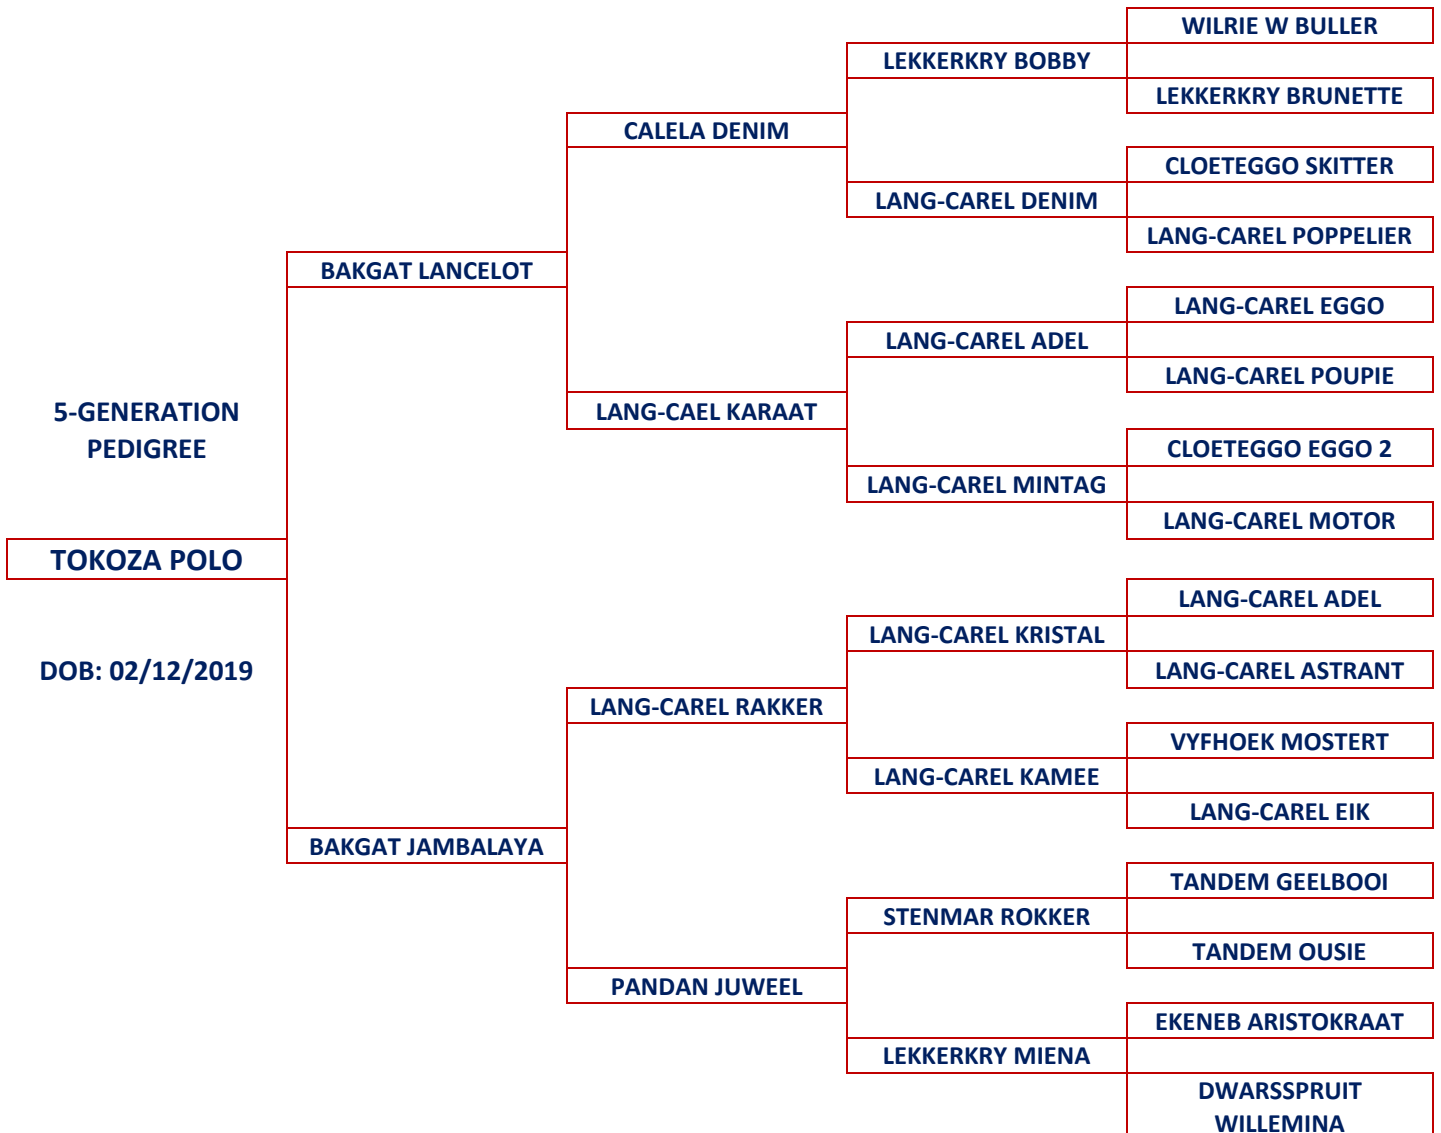 WILRIE W BULLER
LEKKERKRY BOBBY
LEKKERKRY BRUNETTE
CALELA DENIM
CLOETEGGO SKITTER
LANG-CAREL DENIM
LANG-CAREL POPPELIER
BAKGAT LANCELOT
LANG-CAREL EGGO
LANG-CAREL ADEL
LANG-CAREL POUPIE
5-GENERATION
PEDIGREE
LANG-CAEL KARAAT
CLOETEGGO EGGO 2
LANG-CAREL MINTAG
LANG-CAREL MOTOR
TOKOZA POLO
LANG-CAREL ADEL
LANG-CAREL KRISTAL
LANG-CAREL ASTRANT
DOB: 02/12/2019
LANG-CAREL RAKKER
VYFHOEK MOSTERT
LANG-CAREL KAMEE
LANG-CAREL EIK
BAKGAT JAMBALAYA
TANDEM GEELBOOI
STENMAR ROKKER
TANDEM OUSIE
PANDAN JUWEEL
EKENEB ARISTOKRAAT
LEKKERKRY MIENA
DWARSSPRUIT
WILLEMINA